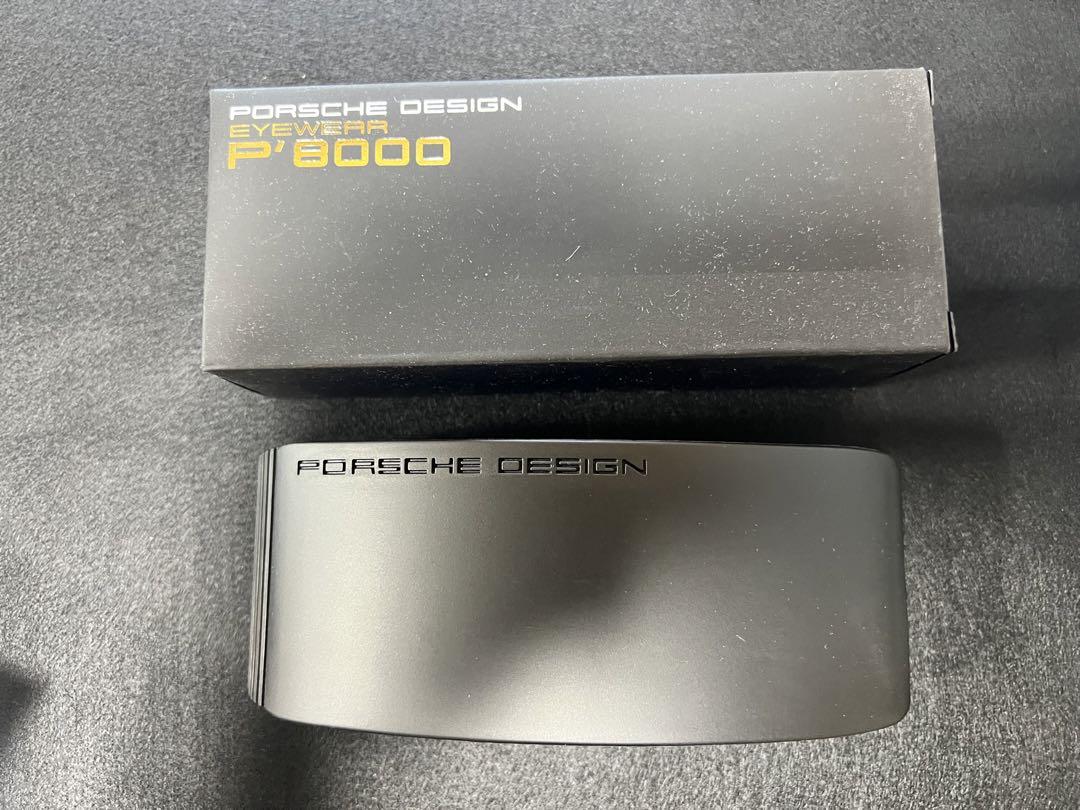 PORSCHE DESIGN
EYEWEAR
P'8000
PORSCHE DESIGN